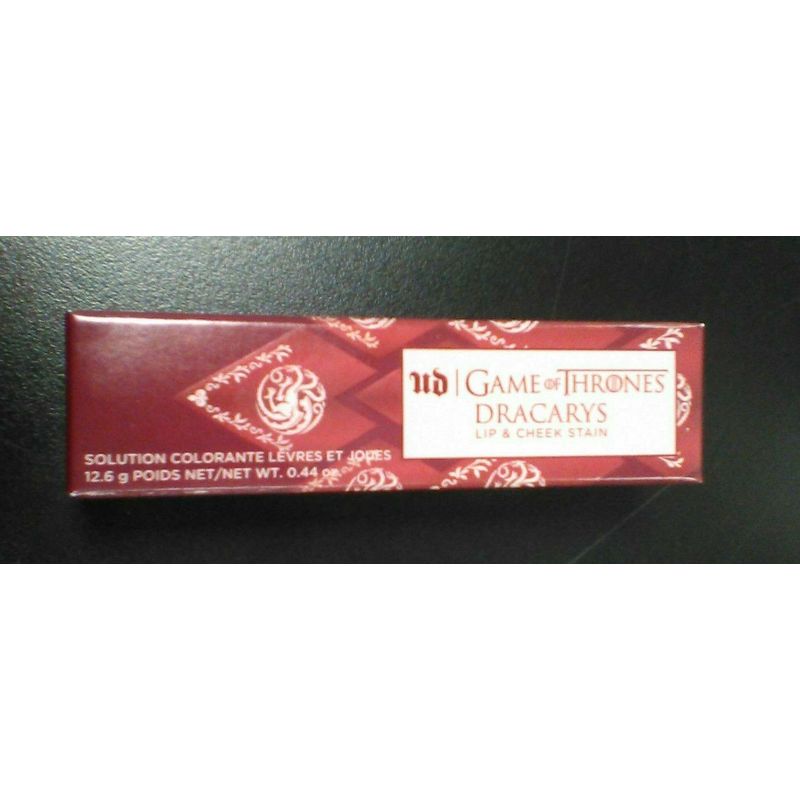 UD | GAME OF THRONES
DRACARYS
LIP & CHEEK STAIN
SOLUTION COLORANTE LÈVRES ET JOUES
12.6 g POIDS NET/NET WT. 0.44 oz.